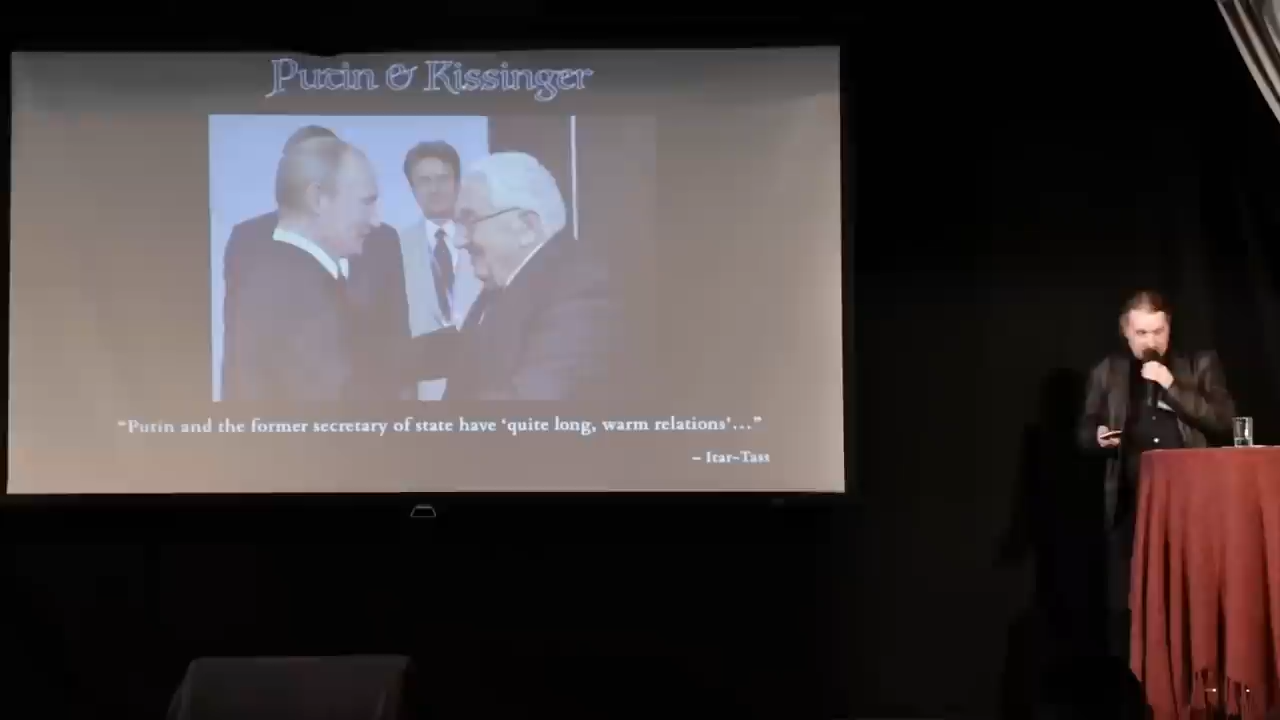 Putin & Kissinger
“Putin and the former secretary of state have ‘quite long, warm relations’...”
– Itar-Tass